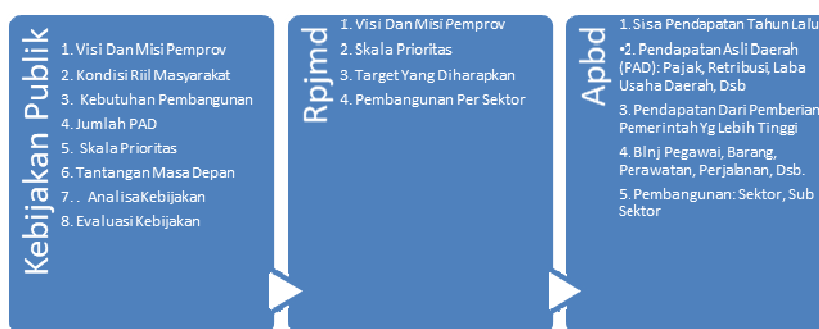 Kebijakan Publik
1. Visi Dan Misi Pemprov
2. Kondisi Riil Masyarakat
3. Kebutuhan Pembangunan
4. Jumlah PAD
5. Skala Prioritas
6. Tantangan Masa Depan
7. . AnalisaKebijakan
8. Evaluasi Kebijakan
Rpjmd
1. Visi Dan Misi Pemprov
2. Skala Prioritas
3. Target Yang Diharapkan
4. Pembangunan Per Sektor
Apbd
1. Sisa Pendapatan Tahun Lalu
•2. Pendapatan Asli Daerah
(PAD): Pajak, Retribusi, Laba
Usaha Daerah, Dsb
3. Pendapatan Dari Pemberian
Pemerintah Yg Lebih Tinggi
4. Blnj Pegawai, Barang,
Perawatan, Perjalanan, Dsb.
5. Pembangunan: Sektor, Sub
Sektor